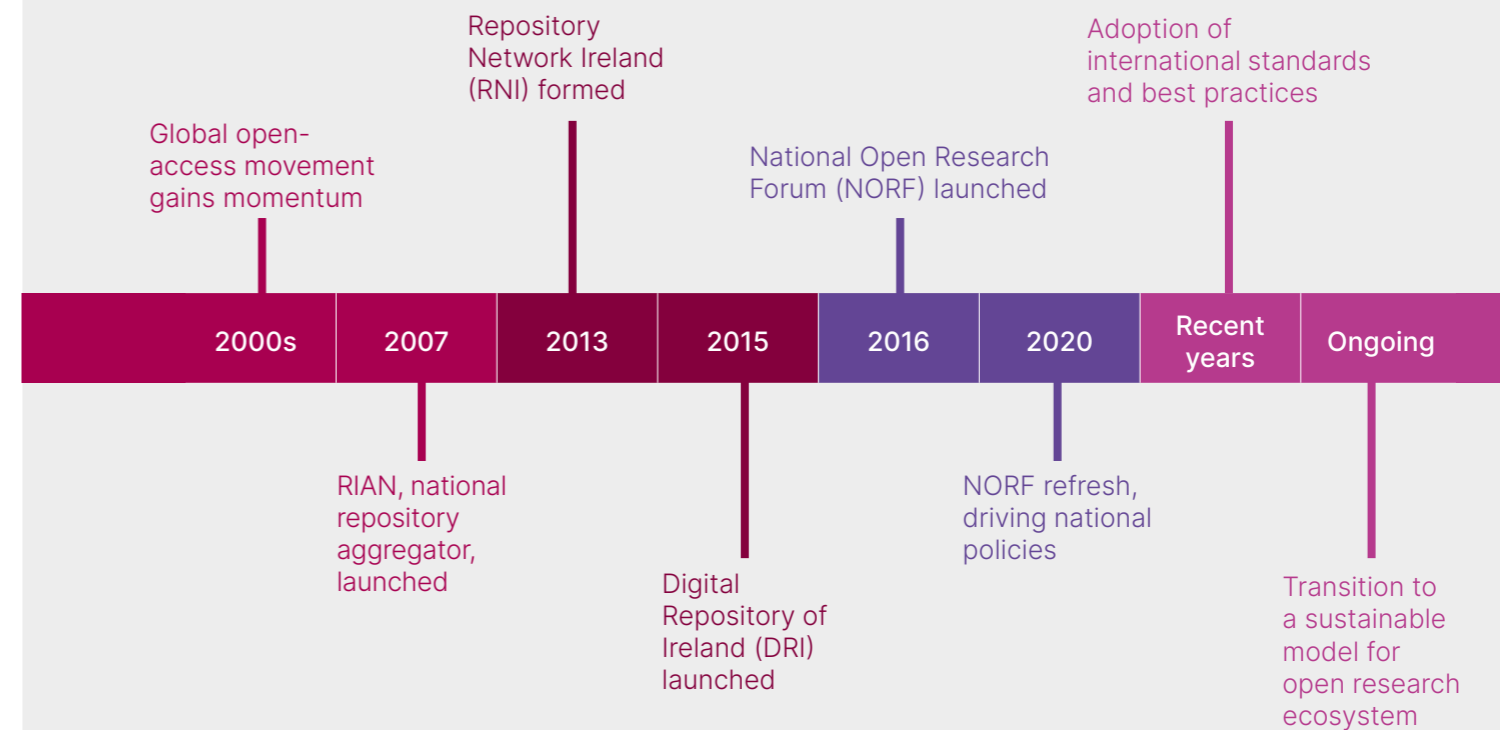 Repository
Network Ireland
(RNI) formed
Adoption of
international standards
and best practices
Global open-
access movement
gains momentum
National Open Research
Forum (NORF) launched
2000s
2007
2013
2015
2016
2020
Recent
years
Ongoing
RIAN, national
repository
aggregator,
launched
NORF refresh,
driving national
policies
Digital
Repository of
Ireland (DRI)
launched
Transition to
a sustainable
model for
open research
ecosystem